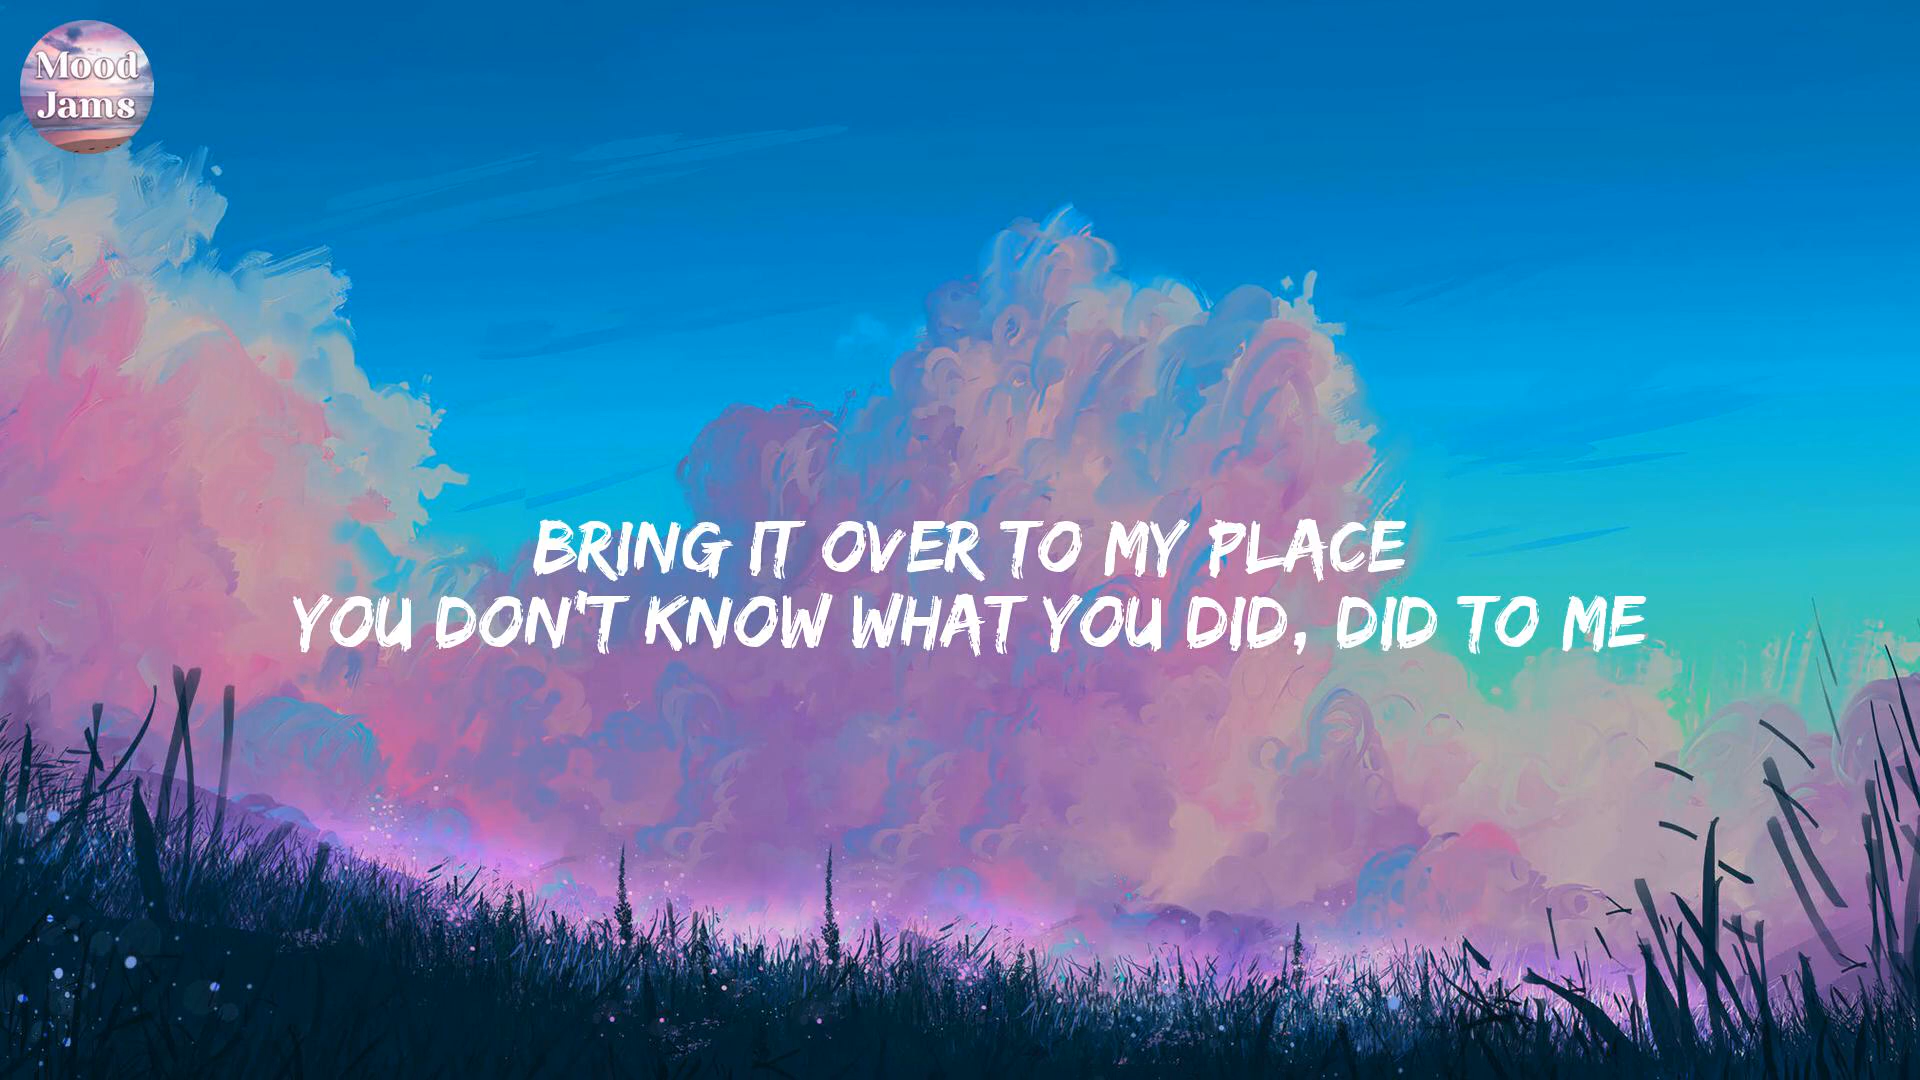 Mood
Jams
BRING IT OVER TO MY PLACE
YOU DON'T KNOW WHAT YOU DID, DID TO ME